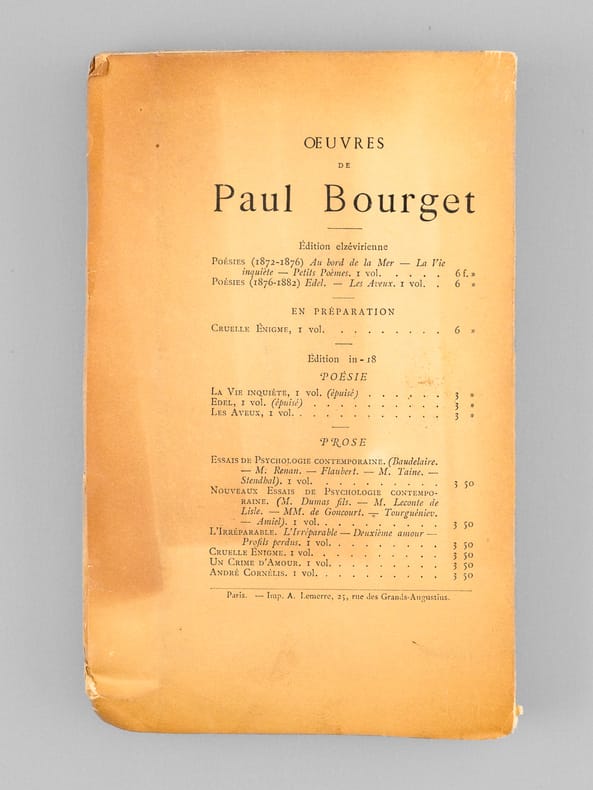 ŒUVRES
DE
Paul Bourget
Édition elzévirienne
POÉSIES (1872-1876) Au bord de la Mer — La Vie
inquiète — Petits Poèmes. 1 vol. . . . . 6 f. »
POÉSIES (1876-1882) Edel. — Les Aveux. 1 vol. . 6 »
EN PRÉPARATION
CRUELLE ÉNIGME, 1 vol. . . . . . . . . 6 »
Édition in-18
POÉSIE
LA VIE INQUIÈTE, 1 vol. (épuisé) . . . . . . 3 »
EDEL, 1 vol. (épuisé) . . . . . . . . . . 3 »
LES AVEUX, 1 vol. . . . . . . . . . . . 3 »
PROSE
ESSAIS DE PSYCHOLOGIE CONTEMPORAINE. (Baudelaire.
— M. Renan. — Flaubert. — M. Taine. —
Stendhal). 1 vol. . . . . . . . . . 3 50
NOUVEAUX ESSAIS DE PSYCHOLOGIE CONTEMPO-
RAINE. (M. Dumas fils. — M. Leconte de
Lisle. — MM. de Goncourt. — Tourguéniev.
— Amiel). 1 vol. . . . . . . . . . 3 50
L'IRRÉPARABLE. L'Irréparable — Deuxième amour —
Profils perdus. 1 vol. . . . . . . . . 3 50
CRUELLE ENIGME. 1 vol. . . . . . . . . . 3 50
UN CRIME D'AMOUR. 1 vol. . . . . . . . . 3 50
ANDRÉ CORNÉLIS. 1 vol. . . . . . . . . . 3 50
Paris. — Imp. A. Lemerre, 25, rue des Grands-Augustins.